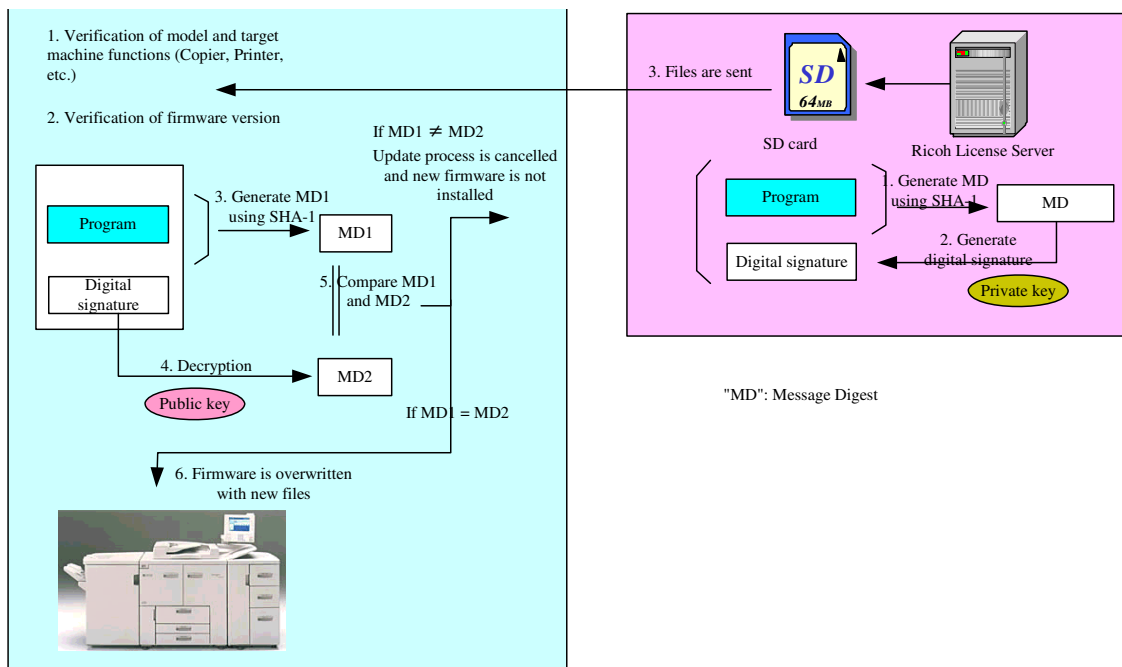 1. Verification of model and target
machine functions (Copier, Printer,
etc.)
2. Verification of firmware version
If MD1 ≠ MD2
Update process is cancelled
and new firmware is not
installed
Program
3. Generate MD1
using SHA-1
MD1
Digital
signature
5. Compare MD1
and MD2
4. Decryption
MD2
Public key
If MD1 = MD2
6. Firmware is overwritten
with new files
3. Files are sent
SD
64MB
SD card
Ricoh License Server
Program
1. Generate MD
using SHA-1
MD
Digital signature
2. Generate
digital signature
Private key
"MD": Message Digest